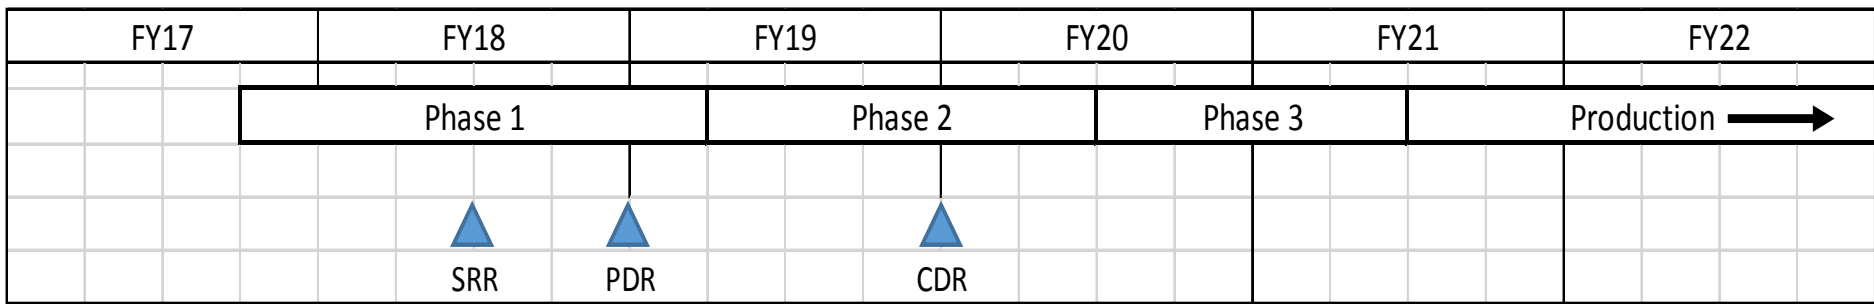 FY17 FY18 FY19 FY20 FY21 FY22
Phase 1 Phase 2 Phase 3 Production
SRR PDR CDR